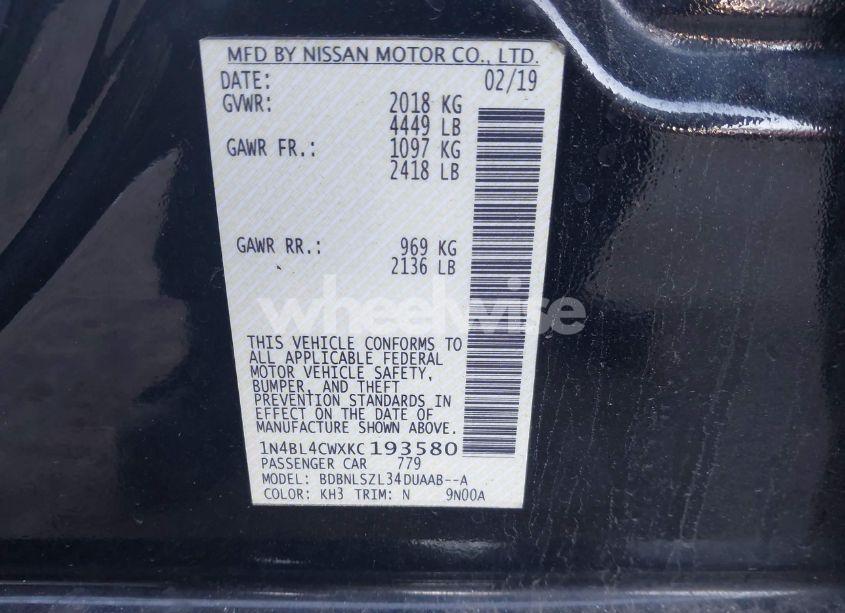 MFD BY NISSAN MOTOR CO., LTD.
DATE: 02/19
GVWR: 2018 KG
4449 LB
GAWR FR.: 1097 KG
2418 LB
GAWR RR.: 969 KG
2136 LB
wheelwise
THIS VEHICLE CONFORMS TO
ALL APPLICABLE FEDERAL
MOTOR VEHICLE SAFETY,
BUMPER, AND THEFT
PREVENTION STANDARDS IN
EFFECT ON THE DATE OF
MANUFACTURE SHOWN ABOVE.
1N4BL4CWXKC193580
PASSENGER CAR 779
MODEL: BDBNLSZL34DUAAB--A
COLOR: KH3 TRIM: N 9N00A